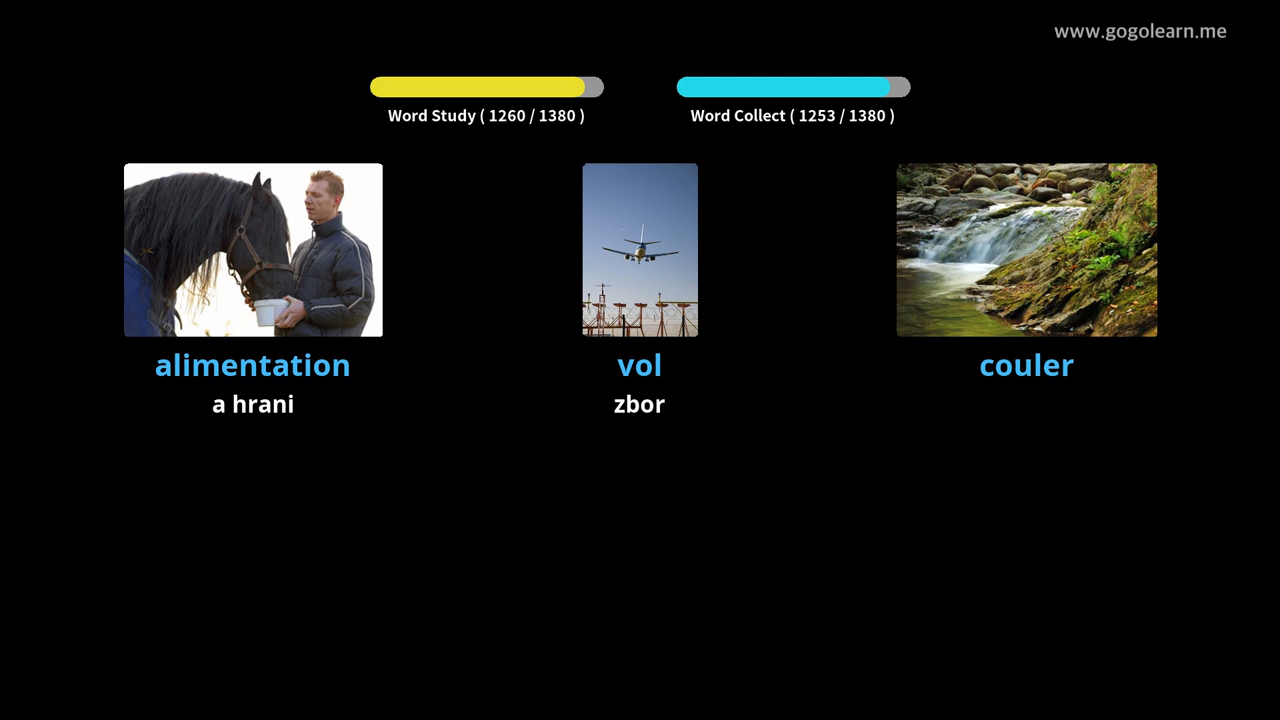 www.gogolearn.me
Word Study ( 1260 / 1380 )
Word Collect ( 1253 / 1380 )
alimentation
a hrani
vol
zbor
couler